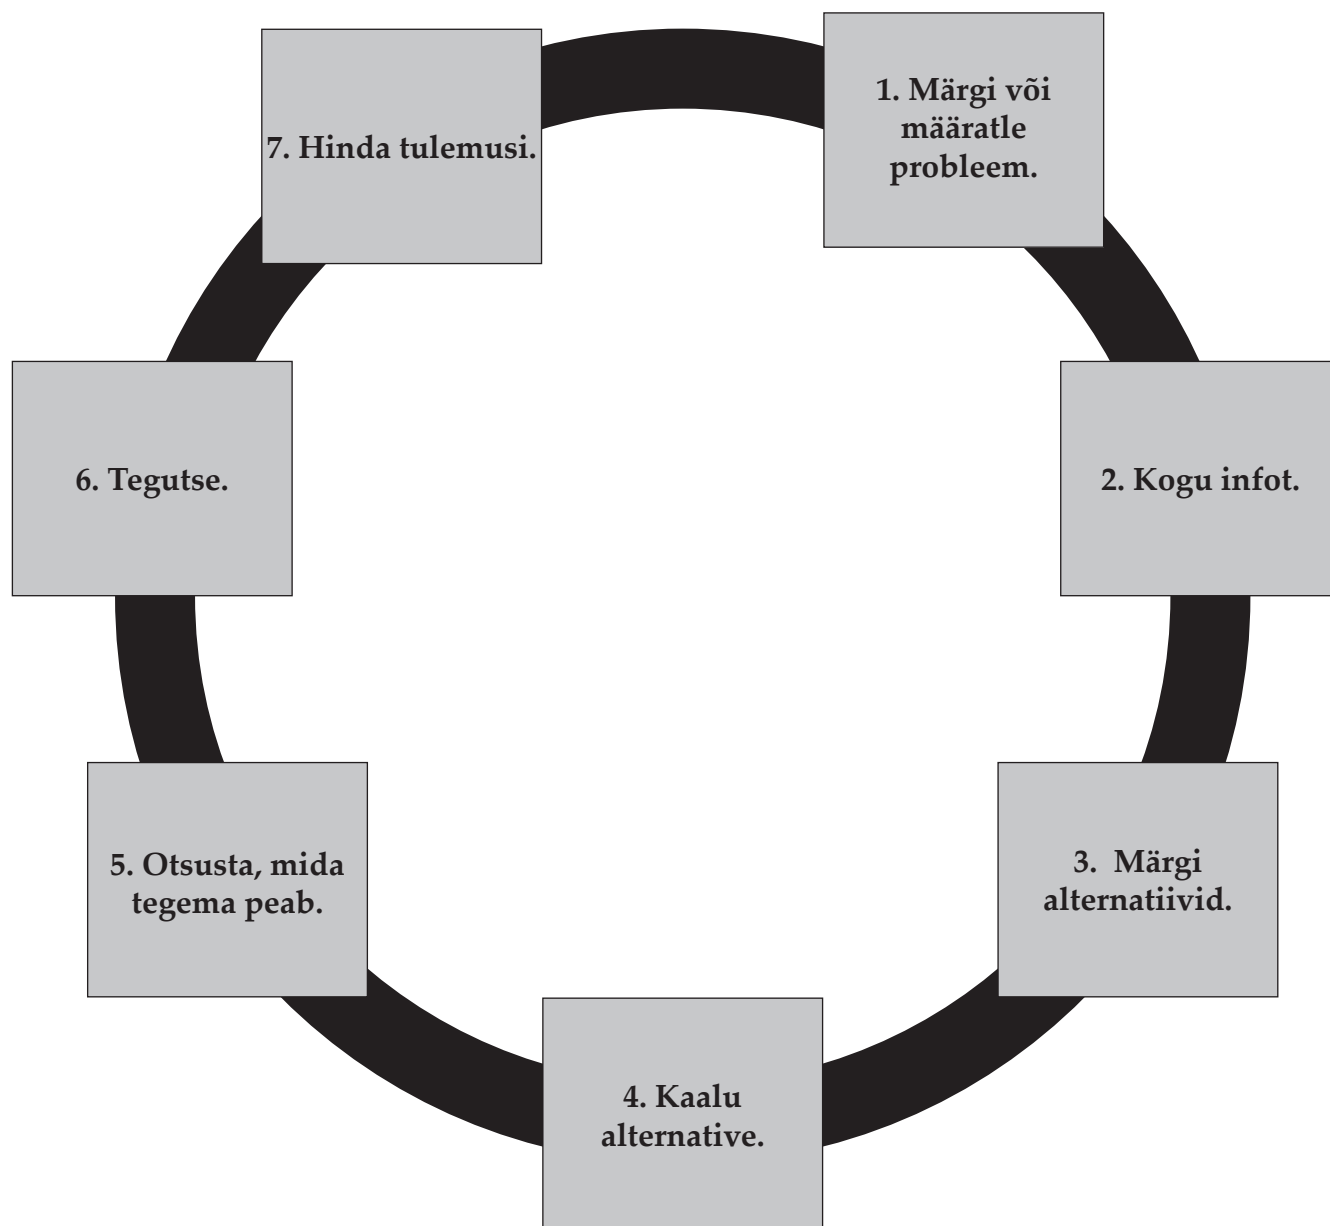 1. Märgi või
määratle
probleem.
2. Kogu infot.
3. Märgi
alternatiivid.
4. Kaalu
alternative.
5. Otsusta, mida
tegema peab.
6. Tegutse.
7. Hinda tulemusi.